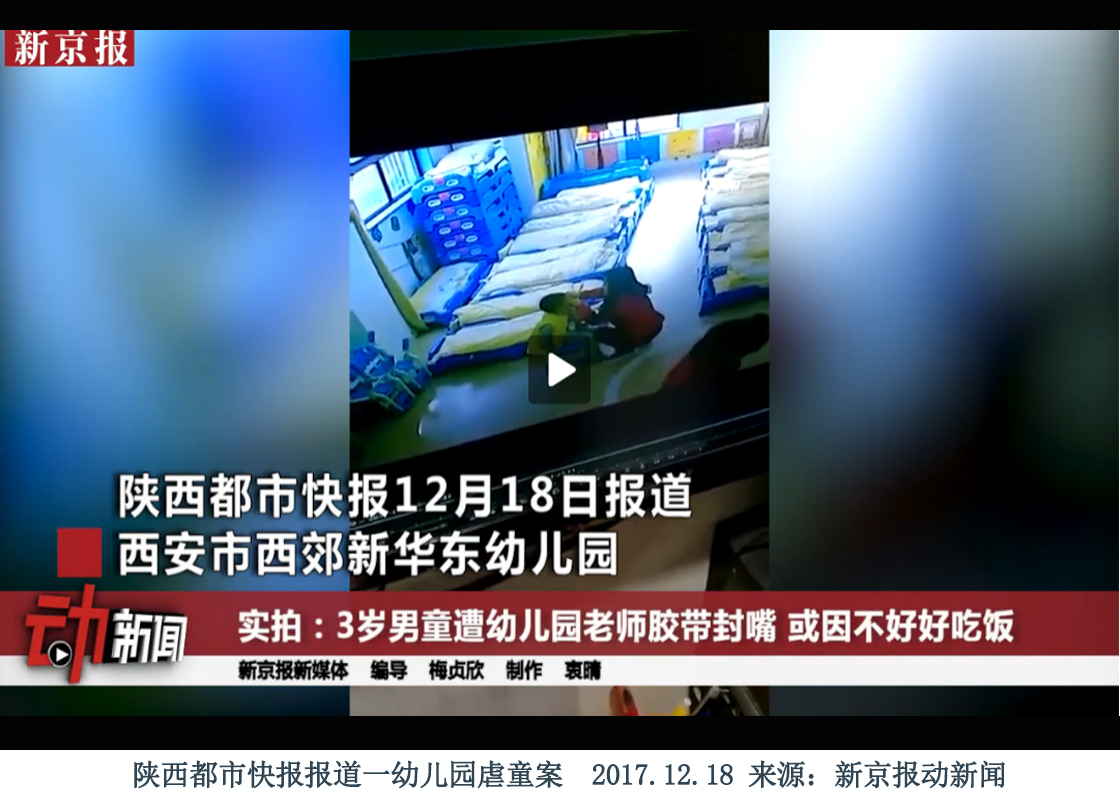 新京报
陕西都市快报12月18日报道
西安市西郊新华东幼儿园
动新闻
实拍：3岁男童遭幼儿园老师胶带封嘴 或因不好好吃饭
新京报新媒体 编导 梅贞欣 制作 衷晴
陕西都市快报报道一幼儿园虐童案 2017.12.18 来源：新京报动新闻